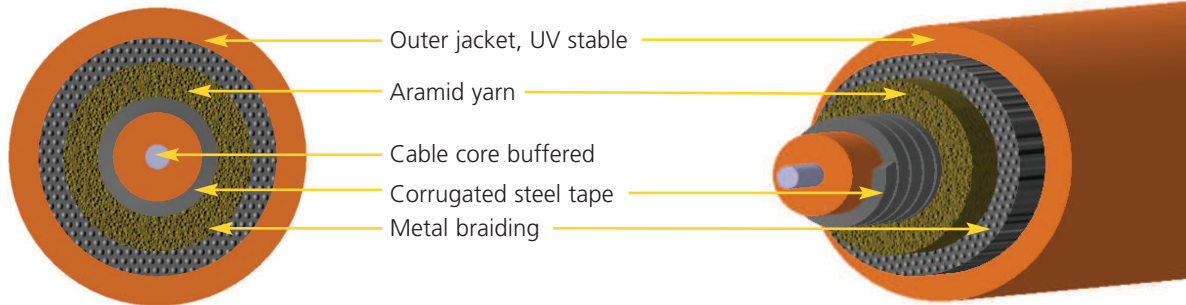 Outer jacket, UV stable
Aramid yarn
Cable core buffered
Corrugated steel tape
Metal braiding